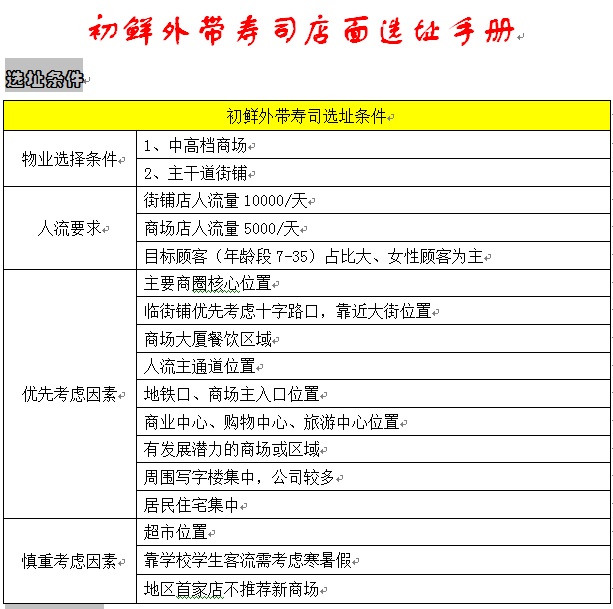 初鲜外带寿司店面选址手册
选址条件
初鲜外带寿司选址条件
物业选择条件
1、中高档商场
2、主干道街铺
人流要求
街铺店人流量 10000/天
商场店人流量 5000/天
目标顾客（年龄段 7-35）占比大、女性顾客为主
优先考虑因素
主要商圈核心位置
临街铺优先考虑十字路口，靠近大街位置
商场大厦餐饮区域
人流主通道位置
地铁口、商场主入口位置
商业中心、购物中心、旅游中心位置
有发展潜力的商场或区域
周围写字楼集中，公司较多
居民住宅集中
慎重考虑因素
超市位置
靠学校学生客流需考虑寒暑假
地区首家店不推荐新商场